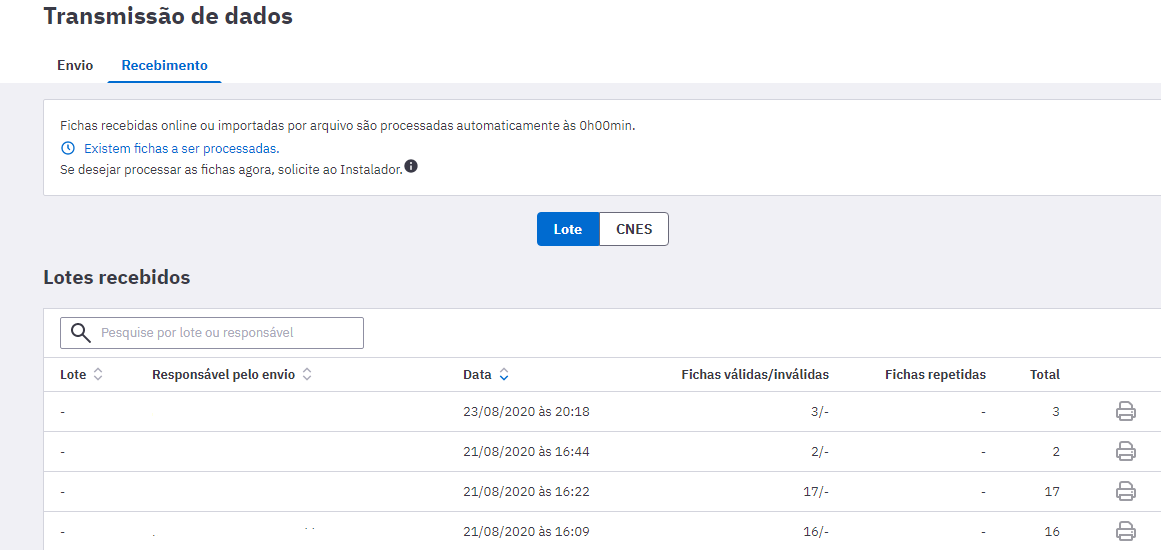 Transmissão de dados
Envio Recebimento
Fichas recebidas online ou importadas por arquivo são processadas automaticamente às 0h00min.
Existem fichas a ser processadas.
Se desejar processar as fichas agora, solicite ao Instalador.
Lote CNES
Lotes recebidos
Pesquise por lote ou responsável
Lote Responsável pelo envio Data Fichas válidas/inválidas Fichas repetidas Total
- 23/08/2020 às 20:18 3/- - 3
- 21/08/2020 às 16:44 2/- - 2
- 21/08/2020 às 16:22 17/- - 17
- 21/08/2020 às 16:09 16/- - 16